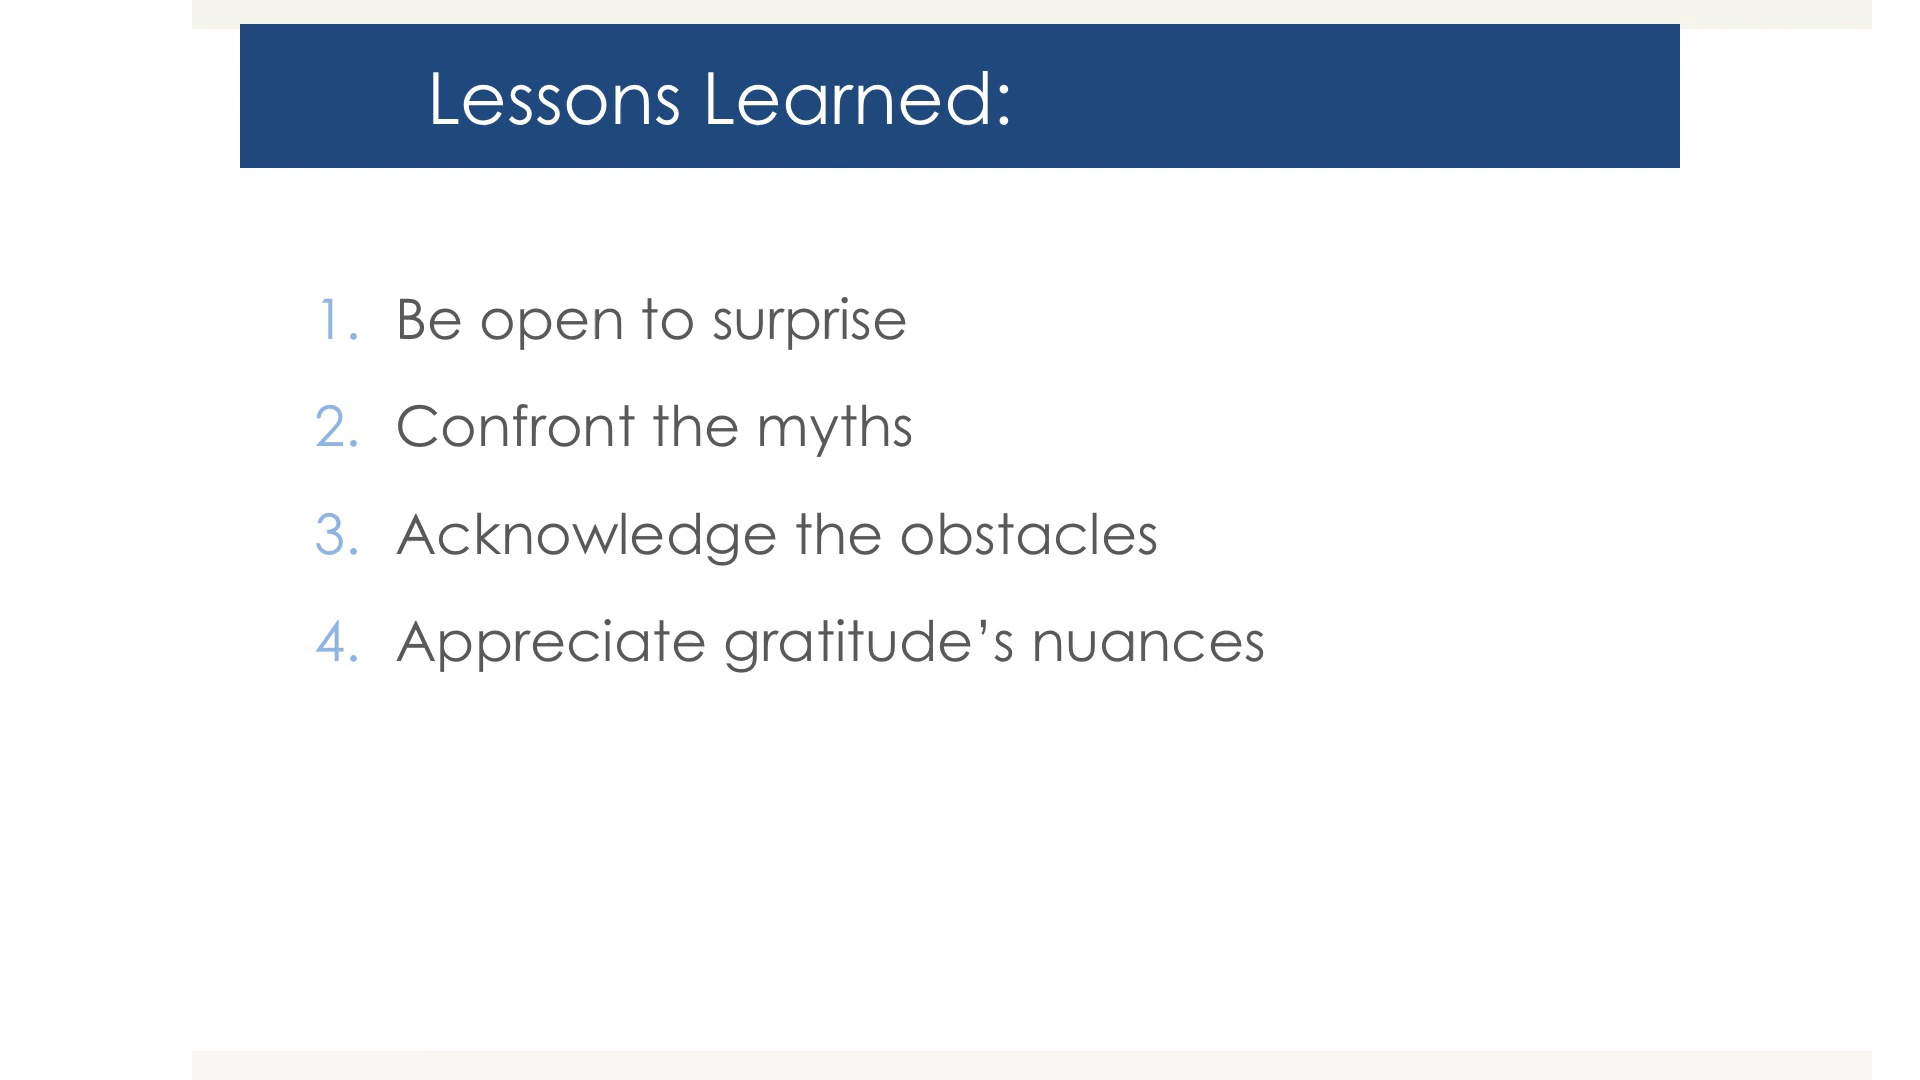 Lessons Learned:
1. Be open to surprise
2. Confront the myths
3. Acknowledge the obstacles
4. Appreciate gratitude’s nuances